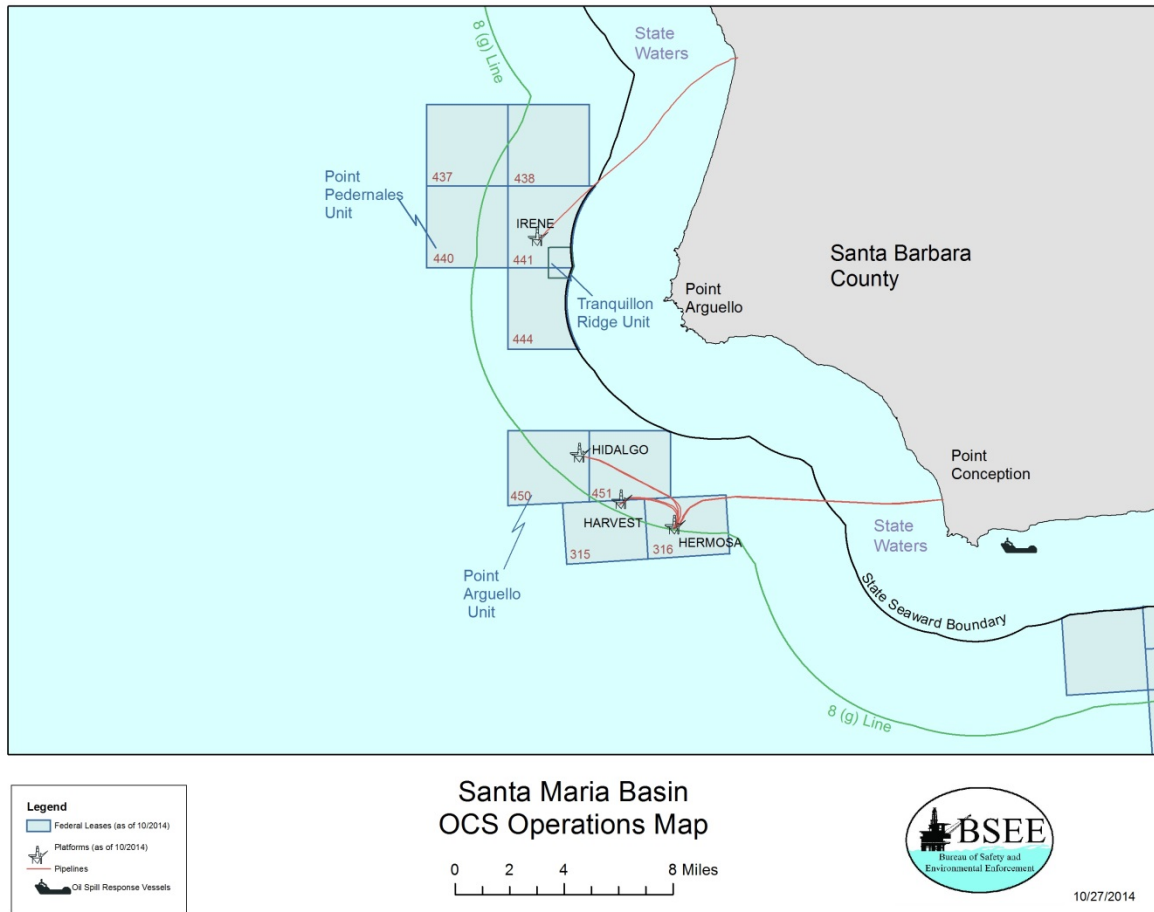 8 (g) Line
State
Waters
437
438
Point
Pedernales
Unit
IRENE
440
441
Santa Barbara
County
Point
Arguello
Tranquillon
Ridge Unit
444
HIDALGO
Point
Conception
450
451
HARVEST
HERMOSA
State
Waters
315
316
Point
Arguello
Unit
State Seaward Boundary
8 (g) Line
Legend
Federal Leases (as of 10/2014)
Platforms (as of 10/2014)
Pipelines
Oil Spill Response Vessels
Santa Maria Basin
OCS Operations Map
0 2 4 8 Miles
BSEE
Bureau of Safety and
Environmental Enforcement
10/27/2014